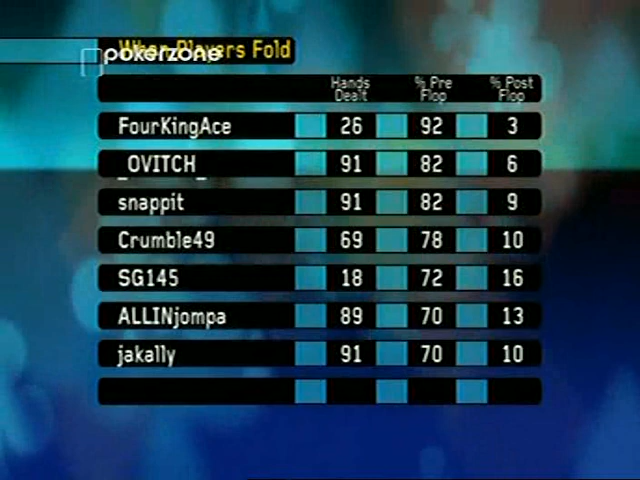 When Players Fold
pokerzone
Hands Dealt % Pre Flop % Post Flop
FourKingAce 26 92 3
_OVITCH_ 91 82 6
snappit 91 82 9
Crumble49 69 78 10
SG145 18 72 16
ALLINjompa 89 70 13
jakally 91 70 10